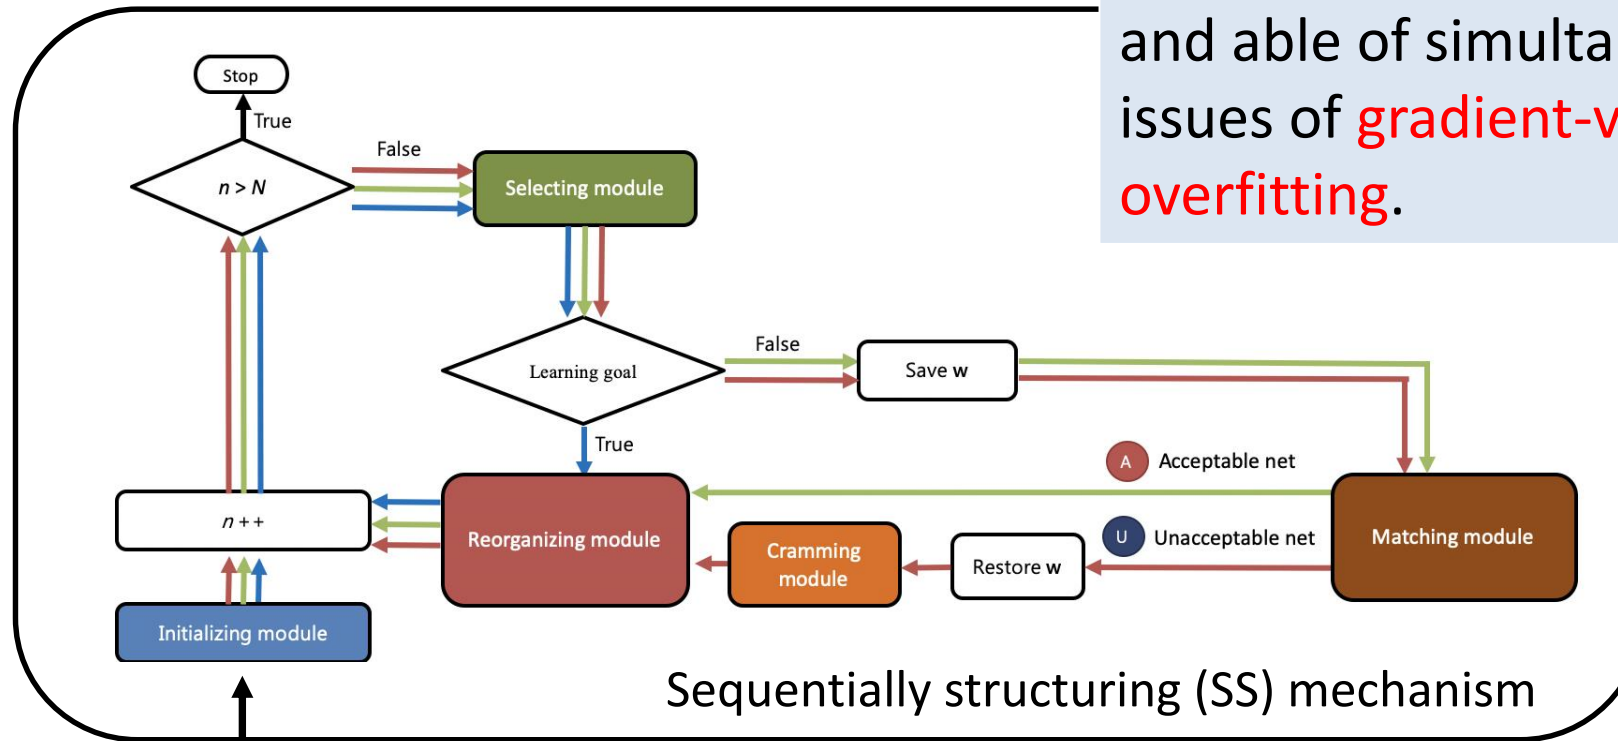 and able of simulta
issues of gradient-v
overfitting.
Stop
True
n > N
False
Selecting module
Learning goal
False
Save w
True
A Acceptable net
n + +
Reorganizing module
Cramming
module
Restore w
U Unacceptable net
Matching module
Initializing module
Sequentially structuring (SS) mechanism